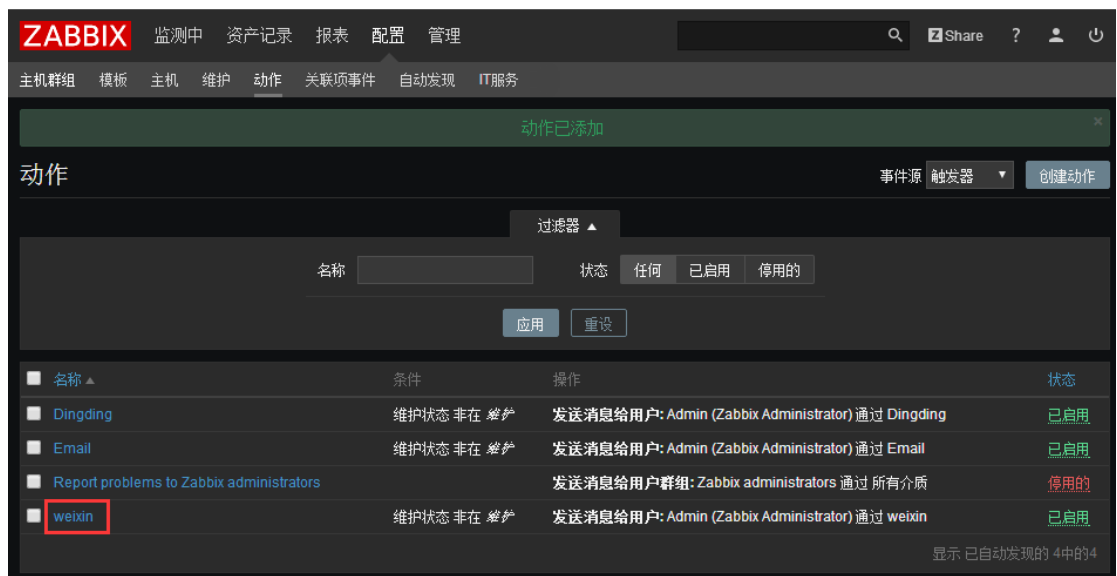 ZABBIX 监测中 资产记录 报表 配置 管理 Z Share ?
主机群组 模板 主机 维护 动作 关联项事件 自动发现 IT服务
动作已添加 ×
动作 事件源 触发器 ▼ 创建动作
过滤器 ▲
名称 状态 任何 已启用 停用的
应用 重设
名称 ▲ 条件 操作 状态
Dingding 维护状态 非在 维护 发送消息给用户: Admin (Zabbix Administrator) 通过 Dingding 已启用
Email 维护状态 非在 维护 发送消息给用户: Admin (Zabbix Administrator) 通过 Email 已启用
Report problems to Zabbix administrators 发送消息给用户群组: Zabbix administrators 通过 所有介质 停用的
weixin 维护状态 非在 维护 发送消息给用户: Admin (Zabbix Administrator) 通过 weixin 已启用
显示 已自动发现的 4中的4